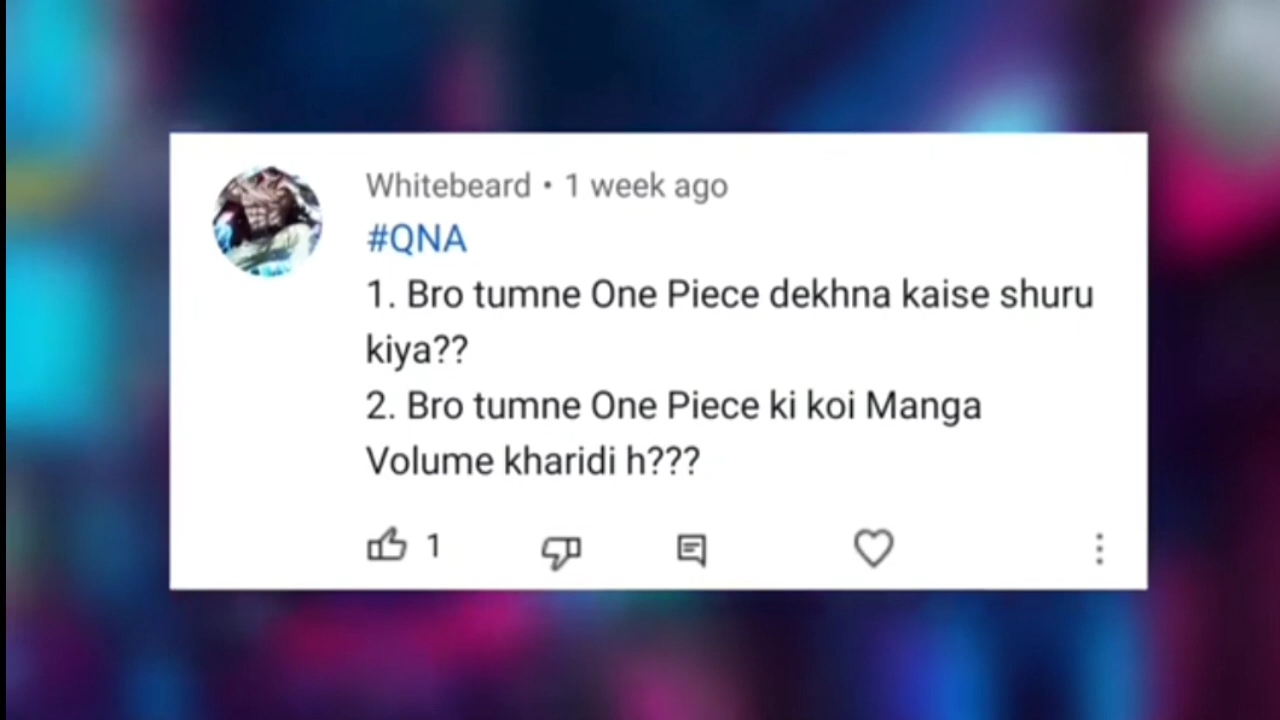 Whitebeard • 1 week ago
#QNA
1. Bro tumne One Piece dekhna kaise shuru
kiya??
2. Bro tumne One Piece ki koi Manga
Volume kharidi h???
1